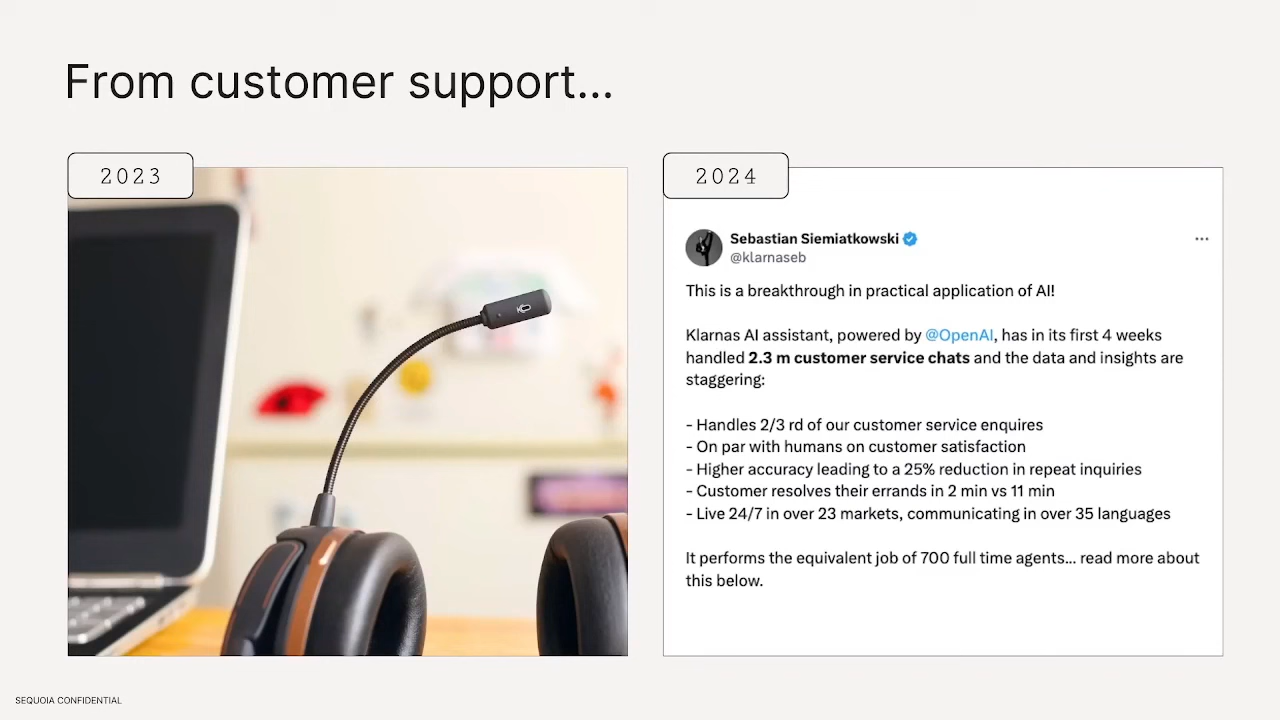 From customer support...
2023
2024
Sebastian Siemiatkowski
@klarnaseb
This is a breakthrough in practical application of AI!
Klarnas AI assistant, powered by @OpenAI, has in its first 4 weeks
handled 2.3 m customer service chats and the data and insights are
staggering:
- Handles 2/3 rd of our customer service enquires
- On par with humans on customer satisfaction
- Higher accuracy leading to a 25% reduction in repeat inquiries
- Customer resolves their errands in 2 min vs 11 min
- Live 24/7 in over 23 markets, communicating in over 35 languages
It performs the equivalent job of 700 full time agents... read more about
this below.
SEQUOIA CONFIDENTIAL